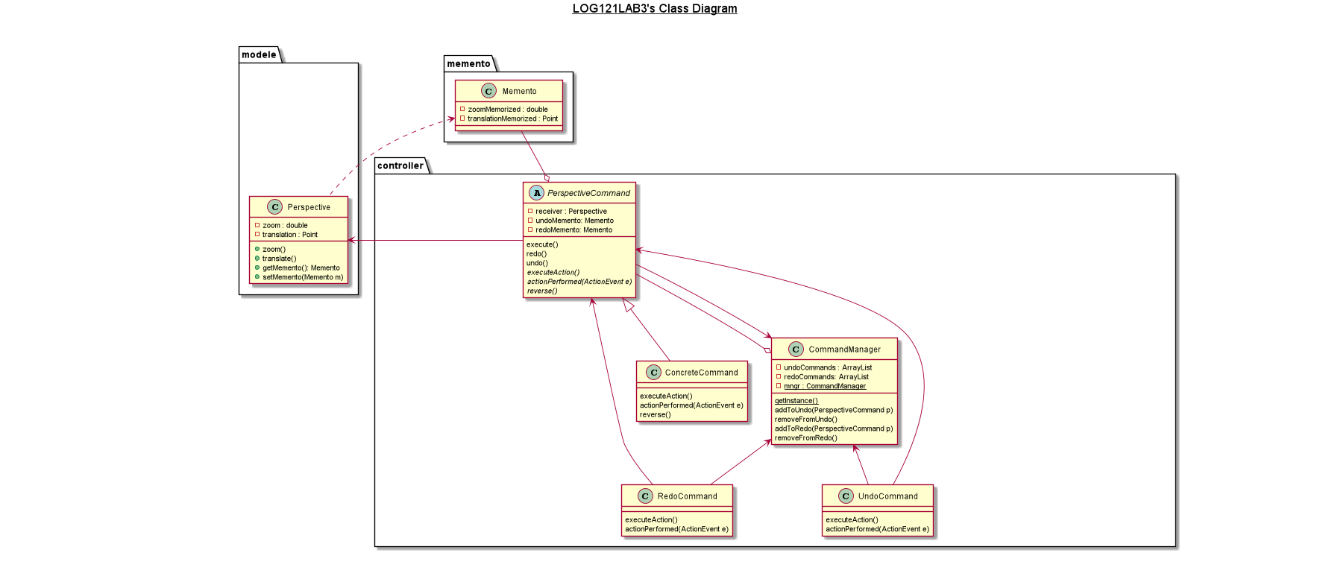 LOG121LAB3's Class Diagram
modele
memento
C Memento
zoomMemorized : double
translationMemorized : Point
controller
A PerspectiveCommand
receiver : Perspective
undoMemento: Memento
redoMemento: Memento
execute()
redo()
undo()
executeAction()
actionPerformed(ActionEvent e)
reverse()
C Perspective
zoom : double
translation : Point
zoom()
translate()
getMemento(): Memento
setMemento(Memento m)
C CommandManager
undoCommands : ArrayList
redoCommands: ArrayList
mngr : CommandManager
getInstance()
addToUndo(PerspectiveCommand p)
removeFromUndo()
addToRedo(PerspectiveCommand p)
removeFromRedo()
C ConcreteCommand
executeAction()
actionPerformed(ActionEvent e)
reverse()
C RedoCommand
executeAction()
actionPerformed(ActionEvent e)
C UndoCommand
executeAction()
actionPerformed(ActionEvent e)